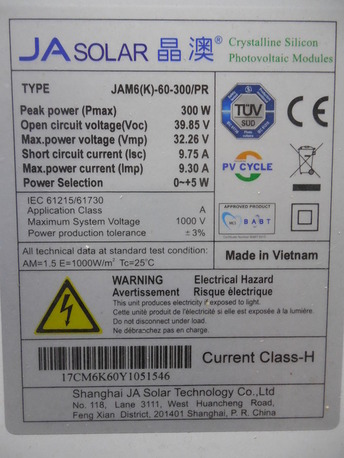 JA SOLAR 晶澳 Crystalline Silicon
Photovoltaic Modules
TYPE JAM6(K)-60-300/PR
Peak power (Pmax) 300 W
Open circuit voltage(Voc) 39.85 V
Max.power voltage (Vmp) 32.26 V
Short circuit current (Isc) 9.75 A
Max.power current (Imp) 9.30 A
Power Selection 0~+5W
TÜV
SÜD
CE
PV CYCLE
IEC 61215/61730
Application Class A
Maximum System Voltage 1000 V
Power production tolerance ± 3%
APPROVED PRODUCT
BABT
All technical data at standard test condition:
AM=1.5 E=1000W/m² Tc=25°C
Made in Vietnam
WARNING Electrical Hazard
Avertissement Risque électrique
This unit produces electricity if exposed to light.
Cette unité produit de l'électricité si elle est exposée à la lumière.
Do not disconnect under load.
Ne débranchez pas en charge.
17CM6K60Y1051546
Current Class-H
Shanghai JA Solar Technology Co.,Ltd
No. 118, Lane 3111, West Huancheng Road,
Feng Xian District, 201401 Shanghai, P. R. China